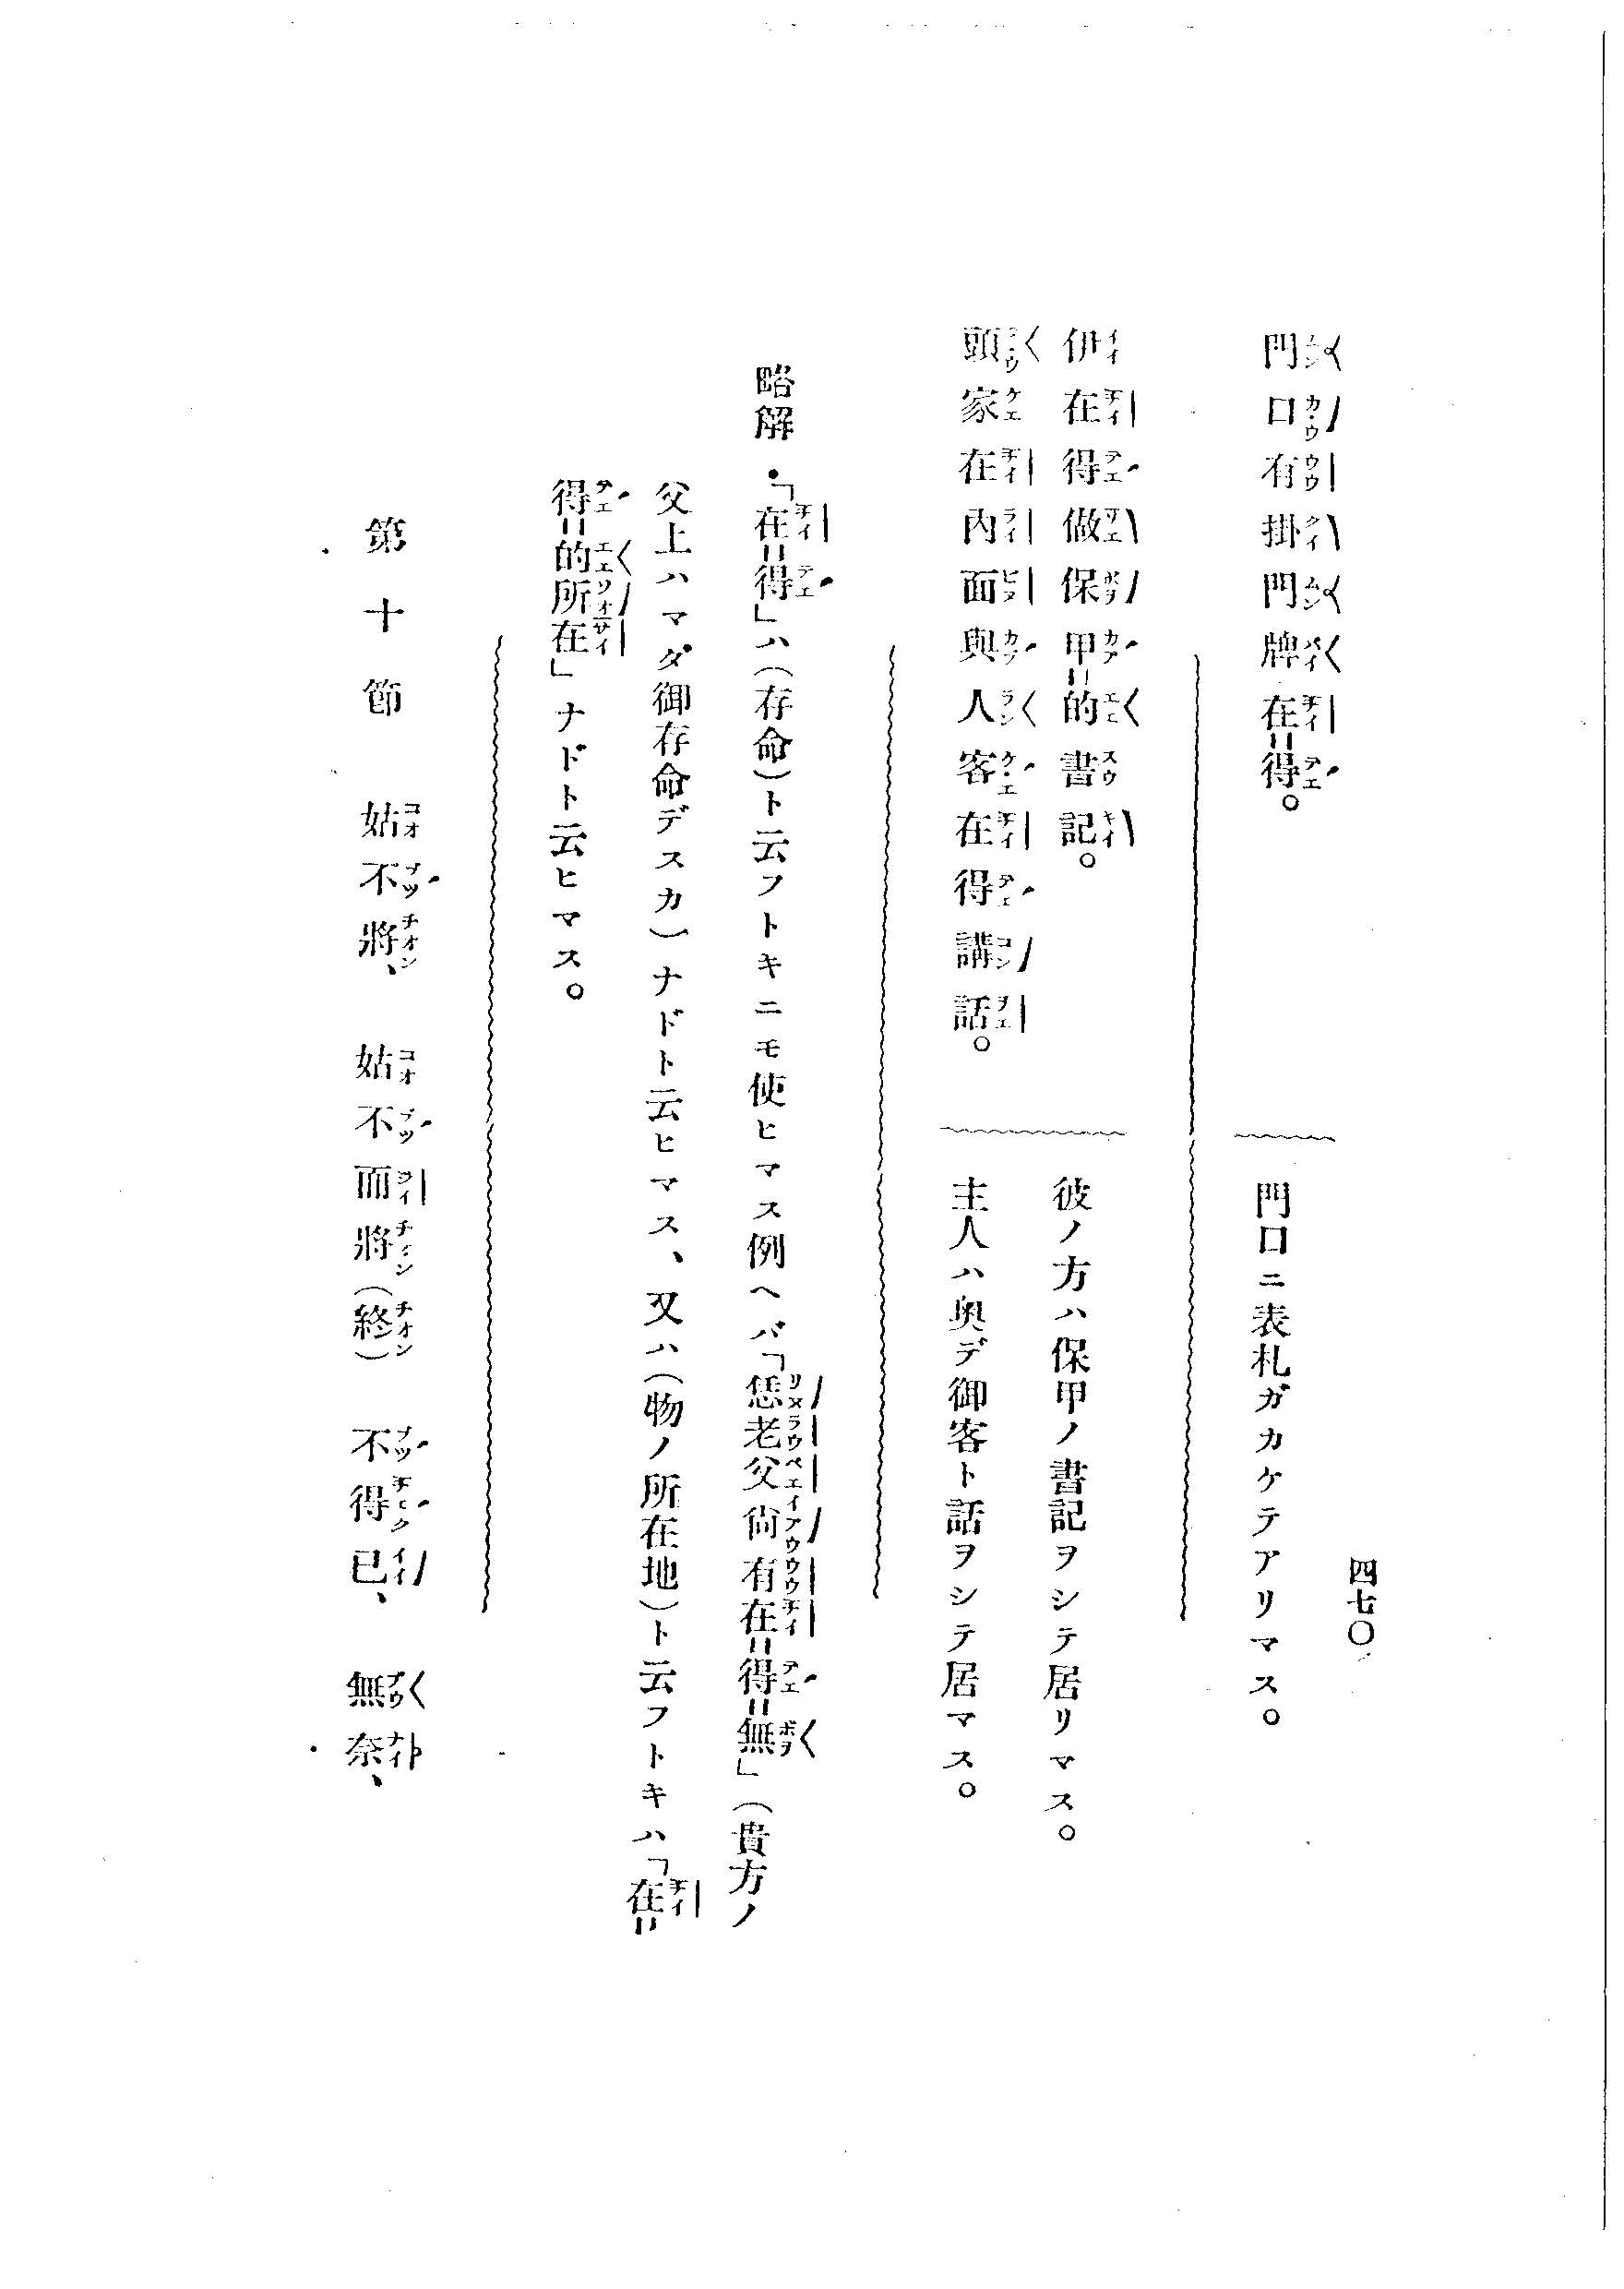 四七〇
門口有掛門牌在=得。
門口ニ表札ガカケテアリマス。
伊在得做保甲=的書記。
彼ノ方ハ保甲ノ書記ヲシテ居リマス。
頭家在內面與人客在得講話。
主人ハ奥デ御客ト話ヲシテ居マス。
略解・「在=得」ハ(存命)ト云フトキニモ使ヒマス例ヘバ「恁老父尙有在=得=無」(貴方ノ
父上ハマダ御存命デスカ)ナドト云ヒマス、又ハ(物ノ所在地)ト云フトキハ「在=
得=的所在」ナドト云ヒマス。
第十節 姑不將、姑不而將(終) 不得已、無奈、